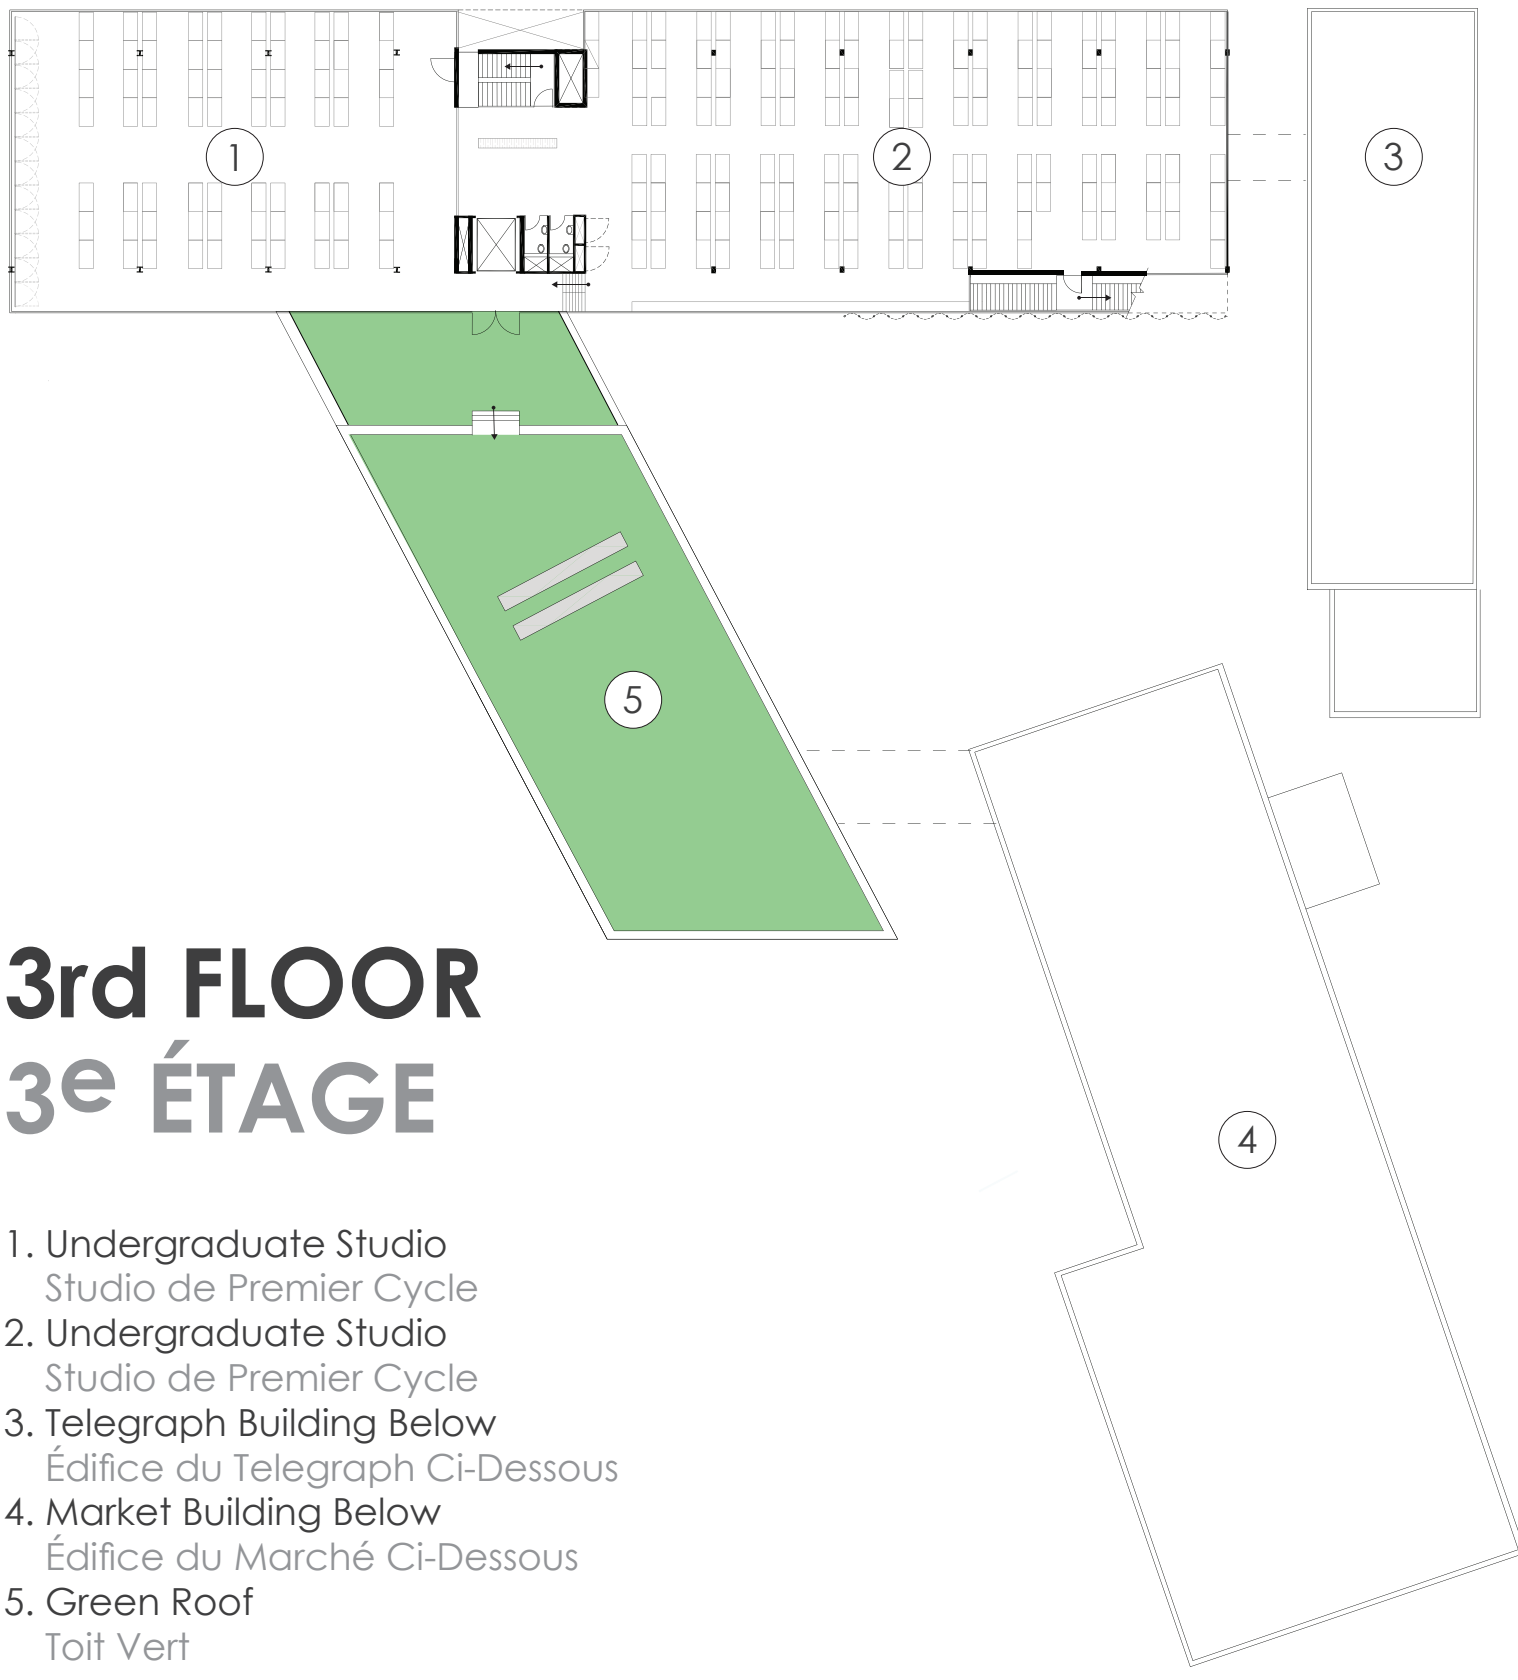 1
2
3
5
4
3rd FLOOR
3e ÉTAGE
1. Undergraduate Studio
Studio de Premier Cycle
2. Undergraduate Studio
Studio de Premier Cycle
3. Telegraph Building Below
Édifice du Telegraph Ci-Dessous
4. Market Building Below
Édifice du Marché Ci-Dessous
5. Green Roof
Toit Vert